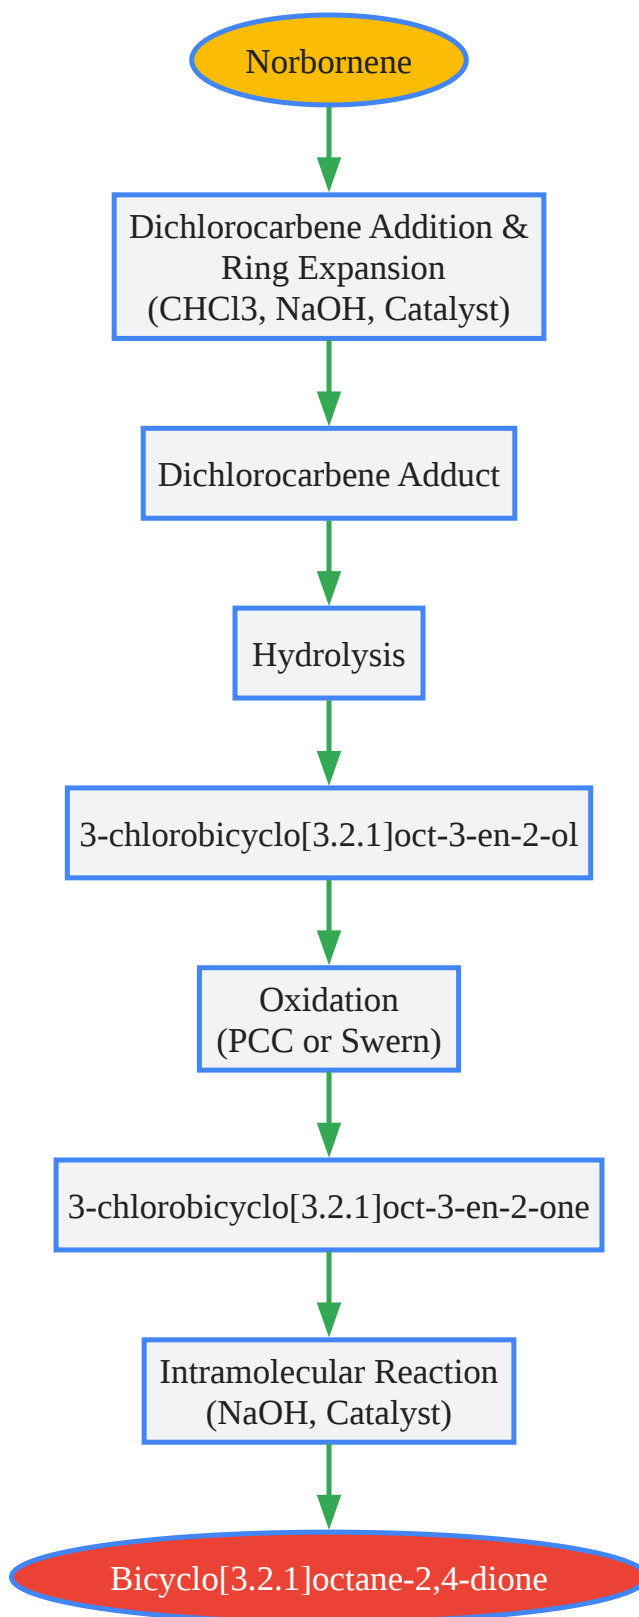 Norbornene
Dichlorocarbene Addition &
Ring Expansion
(CHCl3, NaOH, Catalyst)
Dichlorocarbene Adduct
Hydrolysis
3-chlorobicyclo[3.2.1]oct-3-en-2-ol
Oxidation
(PCC or Swern)
3-chlorobicyclo[3.2.1]oct-3-en-2-one
Intramolecular Reaction
(NaOH, Catalyst)
Bicyclo[3.2.1]octane-2,4-dione